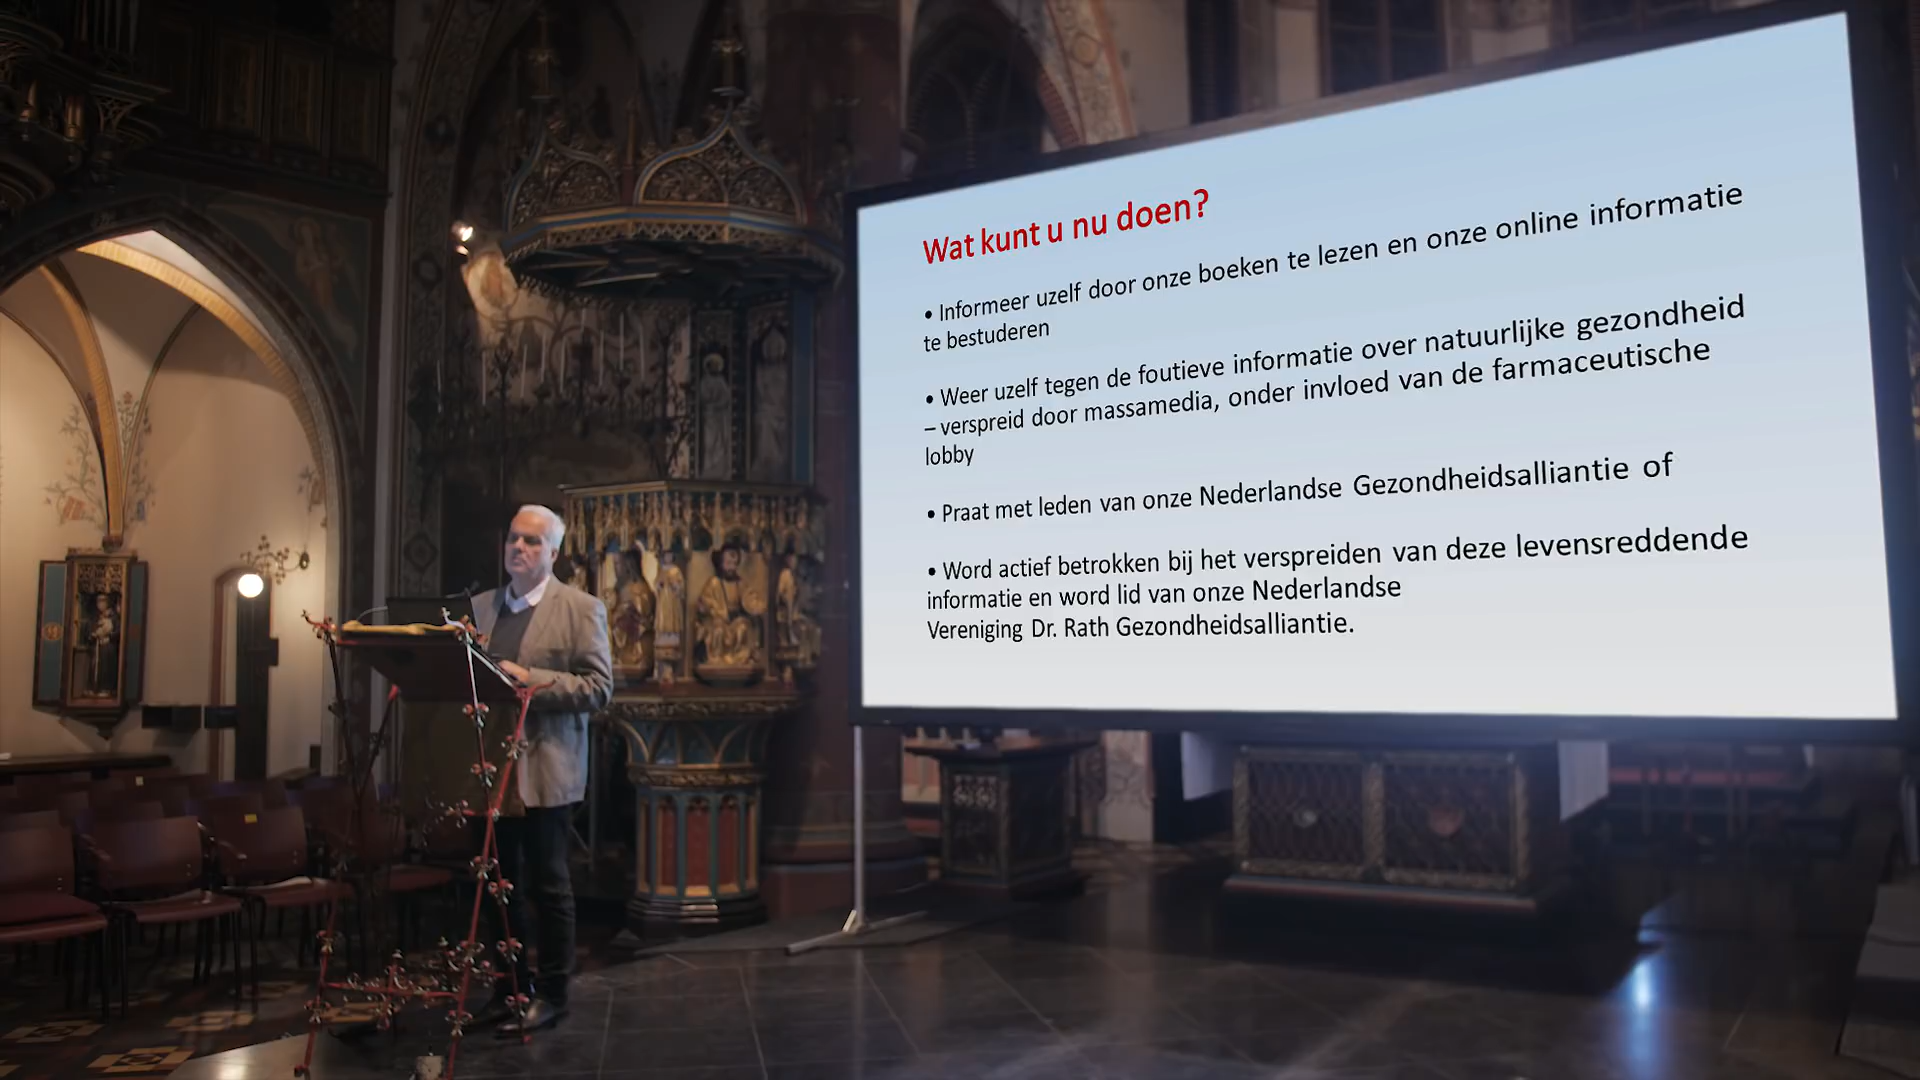 Wat kunt u nu doen?
• Informeer uzelf door onze boeken te lezen en onze online informatie
te bestuderen
• Weer uzelf tegen de foutieve informatie over natuurlijke gezondheid
– verspreid door massamedia, onder invloed van de farmaceutische
lobby
• Praat met leden van onze Nederlandse Gezondheidsalliantie of
• Word actief betrokken bij het verspreiden van deze levensreddende
informatie en word lid van onze Nederlandse
Vereniging Dr. Rath Gezondheidsalliantie.